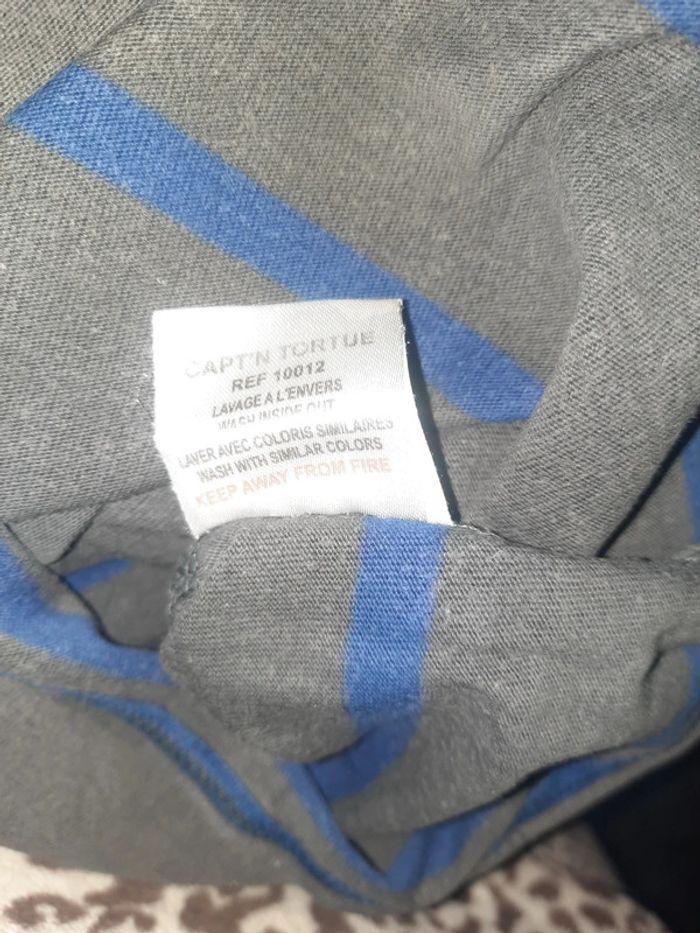 CAPT'N TORTUE
REF 10012
LAVAGE A L'ENVERS
WASH INSIDE OUT
LAVER AVEC COLORIS SIMILAIRES
WASH WITH SIMILAR COLORS
KEEP AWAY FROM FIRE